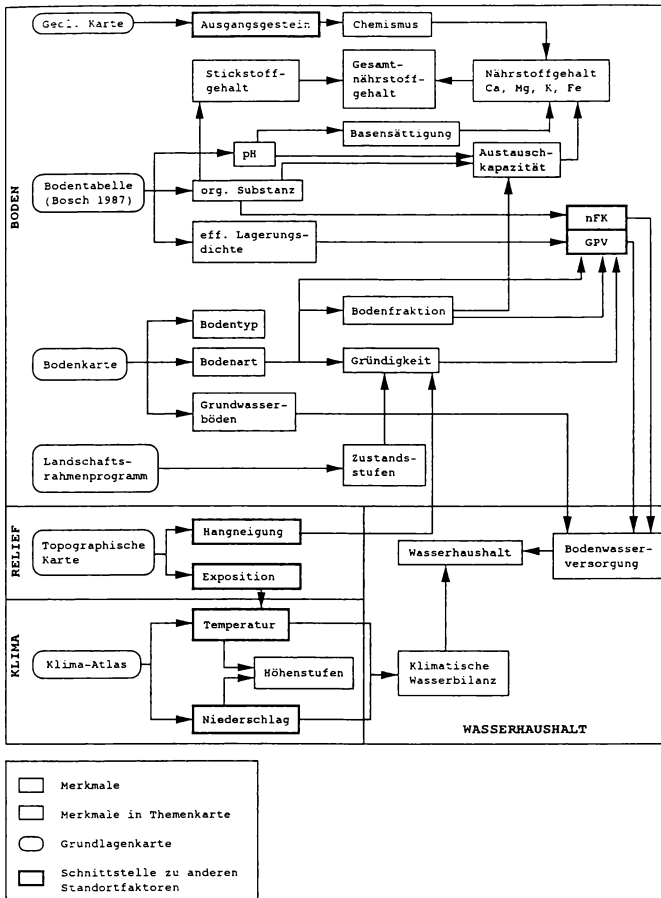 Geol. Karte
Ausgangsgestein
Chemismus
Stickstoff-
gehalt
Gesamt-
nährstoff-
gehalt
Nährstoffgehalt
Ca, Mg, K, Fe
Basensättigung
pH
Austausch-
kapazität
Bodentabelle
(Bosch 1987)
org. Substanz
nFK
GPV
eff. Lagerungs-
dichte
BODEN
Bodentyp
Bodenfraktion
Bodenkarte
Bodenart
Gründigkeit
Grundwasser-
böden
Landschafts-
rahmenprogramm
Zustands-
stufen
RELIEF
Topographische
Karte
Hangneigung
Exposition
Wasserhaushalt
Bodenwasser-
versorgung
KLIMA
Klima-Atlas
Temperatur
Höhenstufen
Niederschlag
Klimatische
Wasserbilanz
WASSERHAUSHALT
Merkmale
Merkmale in Themenkarte
Grundlagenkarte
Schnittstelle zu anderen
Standortfaktoren